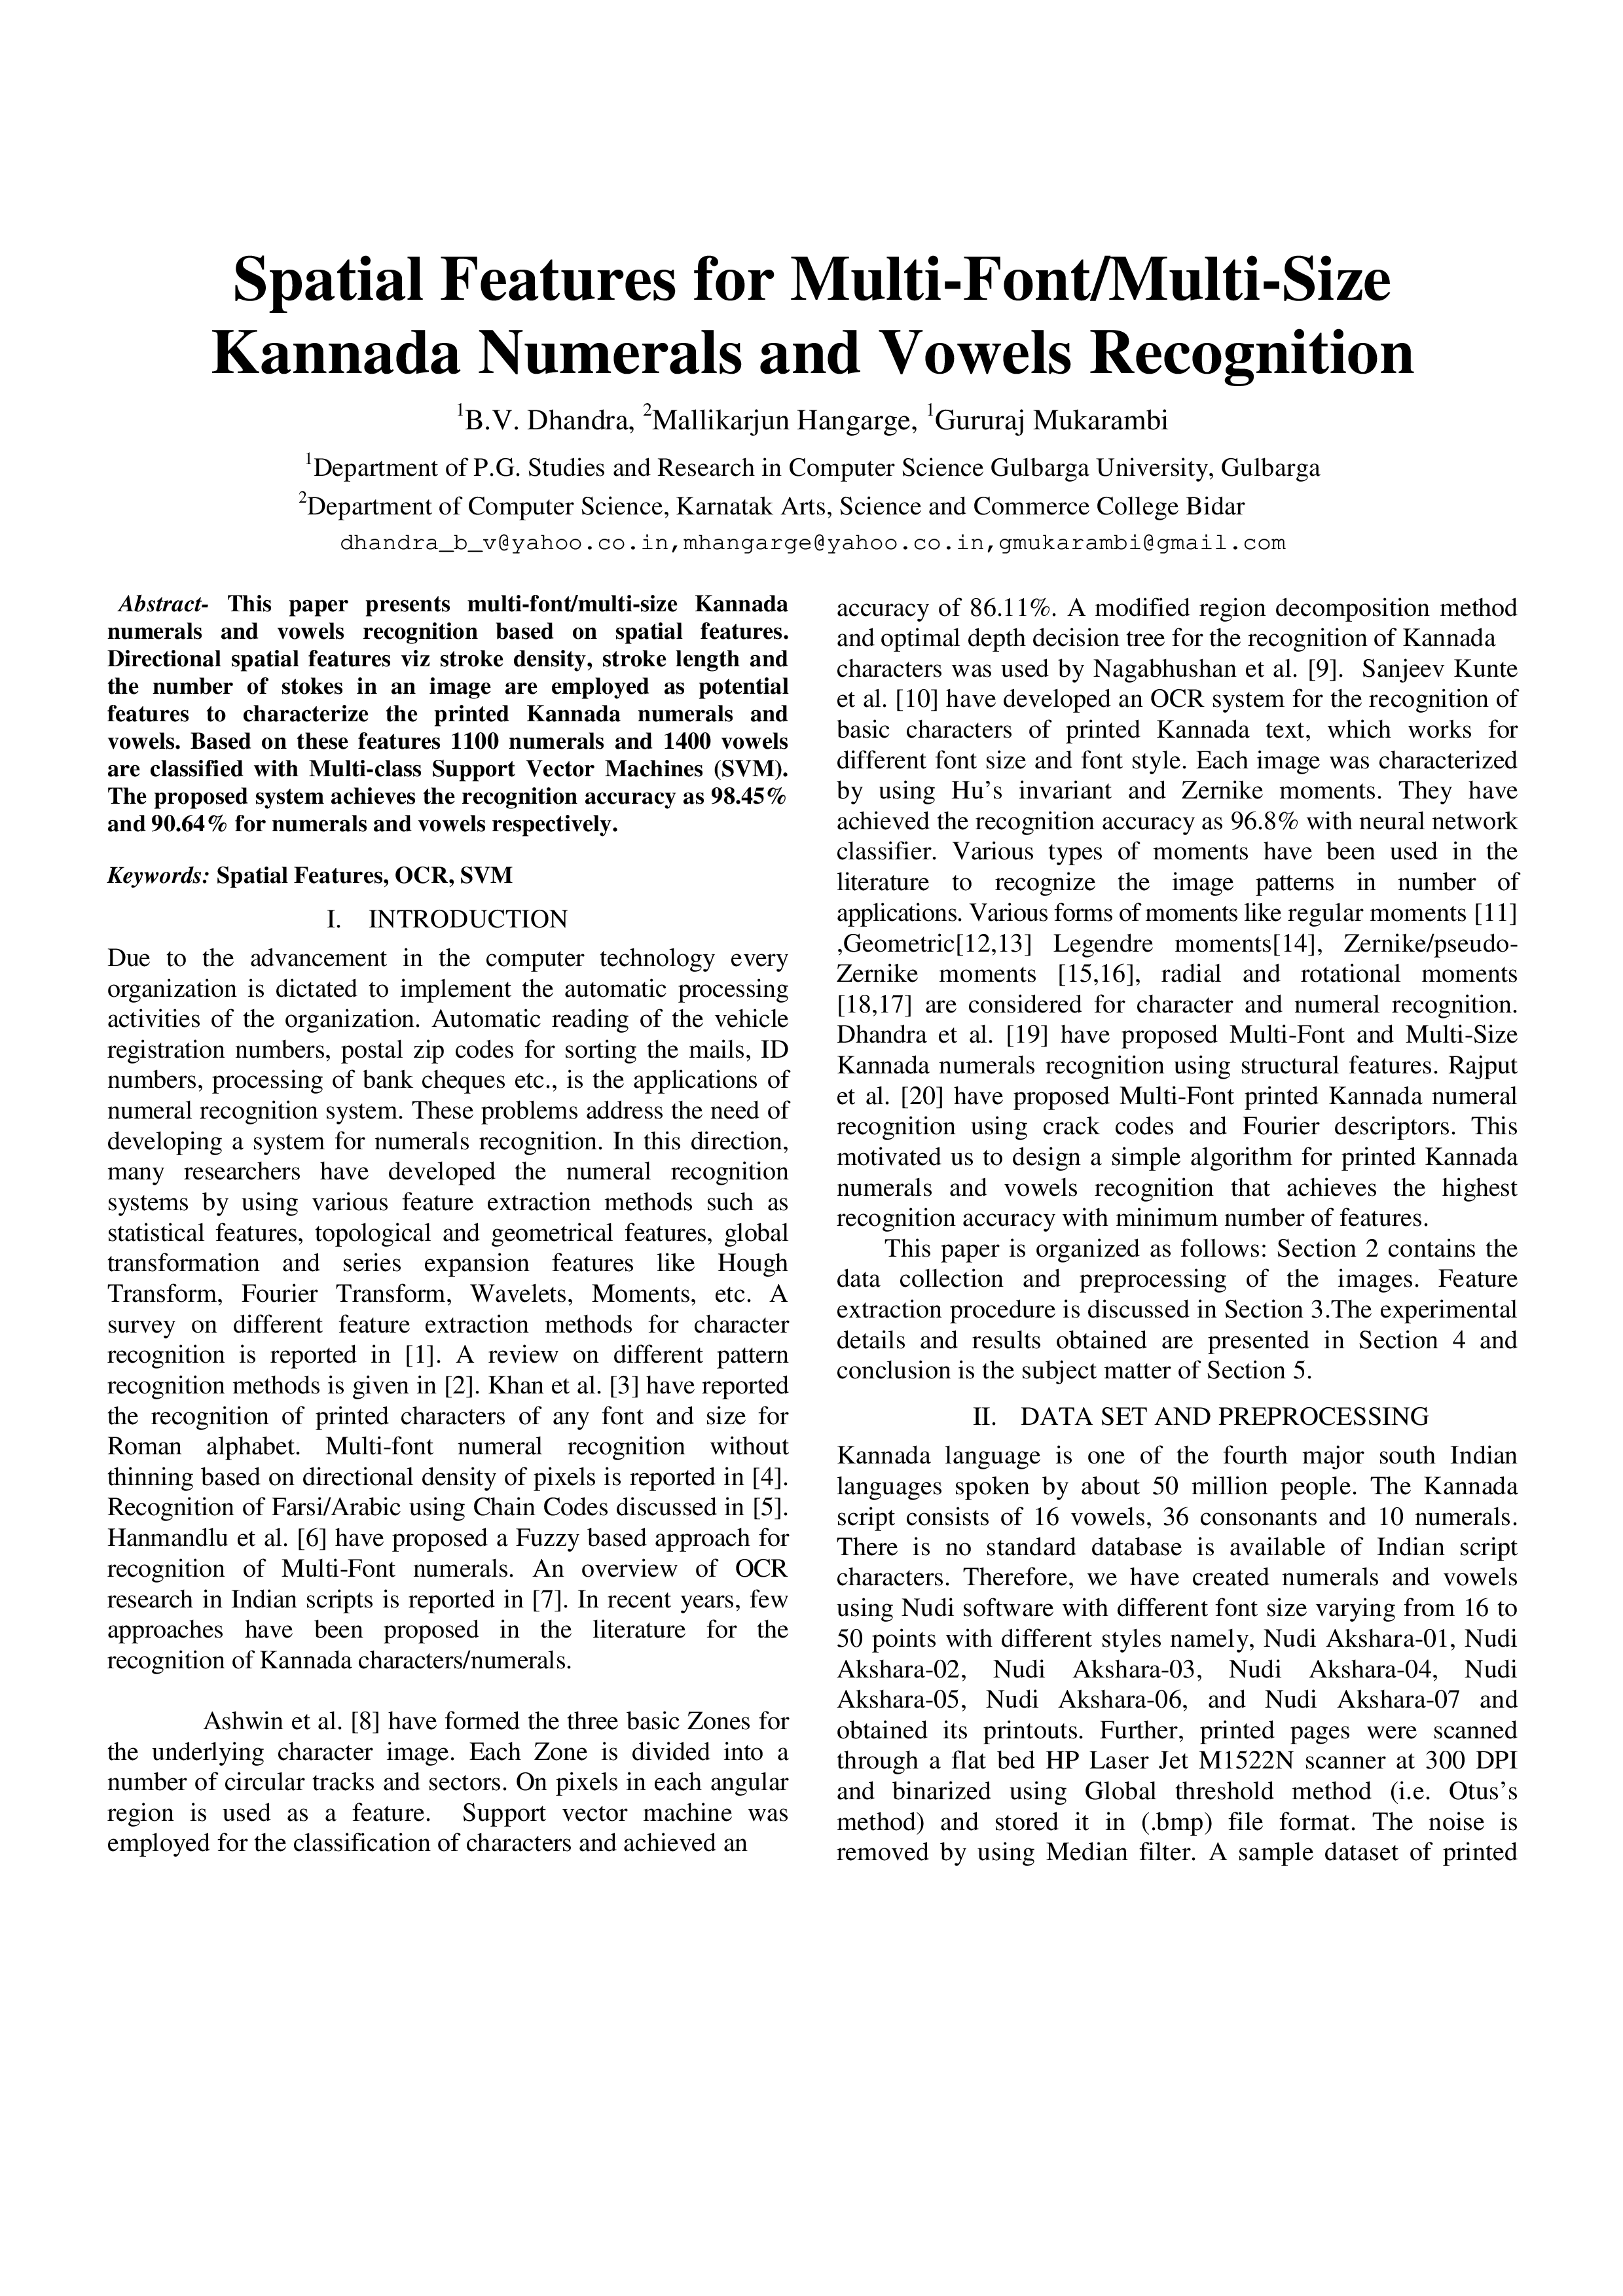 Spatial Features for Multi-Font/Multi-Size
Kannada Numerals and Vowels Recognition
1B.V. Dhandra, 2Mallikarjun Hangarge, 1Gururaj Mukarambi
1Department of P.G. Studies and Research in Computer Science Gulbarga University, Gulbarga
2Department of Computer Science, Karnatak Arts, Science and Commerce College Bidar
dhandra_b_v@yahoo.co.in,mhangarge@yahoo.co.in,gmukarambi@gmail.com
Abstract- This paper presents multi-font/multi-size Kannada
numerals and vowels recognition based on spatial features.
Directional spatial features viz stroke density, stroke length and
the number of stokes in an image are employed as potential
features to characterize the printed Kannada numerals and
vowels. Based on these features 1100 numerals and 1400 vowels
are classified with Multi-class Support Vector Machines (SVM).
The proposed system achieves the recognition accuracy as 98.45%
and 90.64% for numerals and vowels respectively.
Keywords: Spatial Features, OCR, SVM
I. INTRODUCTION
Due to the advancement in the computer technology every
organization is dictated to implement the automatic processing
activities of the organization. Automatic reading of the vehicle
registration numbers, postal zip codes for sorting the mails, ID
numbers, processing of bank cheques etc., is the applications of
numeral recognition system. These problems address the need of
developing a system for numerals recognition. In this direction,
many researchers have developed the numeral recognition
systems by using various feature extraction methods such as
statistical features, topological and geometrical features, global
transformation and series expansion features like Hough
Transform, Fourier Transform, Wavelets, Moments, etc. A
survey on different feature extraction methods for character
recognition is reported in [1]. A review on different pattern
recognition methods is given in [2]. Khan et al. [3] have reported
the recognition of printed characters of any font and size for
Roman alphabet. Multi-font numeral recognition without
thinning based on directional density of pixels is reported in [4].
Recognition of Farsi/Arabic using Chain Codes discussed in [5].
Hanmandlu et al. [6] have proposed a Fuzzy based approach for
recognition of Multi-Font numerals. An overview of OCR
research in Indian scripts is reported in [7]. In recent years, few
approaches have been proposed in the literature for the
recognition of Kannada characters/numerals.
Ashwin et al. [8] have formed the three basic Zones for
the underlying character image. Each Zone is divided into a
number of circular tracks and sectors. On pixels in each angular
region is used as a feature. Support vector machine was
employed for the classification of characters and achieved an
accuracy of 86.11%. A modified region decomposition method
and optimal depth decision tree for the recognition of Kannada
characters was used by Nagabhushan et al. [9]. Sanjeev Kunte
et al. [10] have developed an OCR system for the recognition of
basic characters of printed Kannada text, which works for
different font size and font style. Each image was characterized
by using Hu's invariant and Zernike moments. They have
achieved the recognition accuracy as 96.8% with neural network
classifier. Various types of moments have been used in the
literature to recognize the image patterns in number of
applications. Various forms of moments like regular moments [11]
,Geometric[12,13] Legendre moments[14], Zernike/pseudo-
Zernike moments [15,16], radial and rotational moments
[18,17] are considered for character and numeral recognition.
Dhandra et al. [19] have proposed Multi-Font and Multi-Size
Kannada numerals recognition using structural features. Rajput
et al. [20] have proposed Multi-Font printed Kannada numeral
recognition using crack codes and Fourier descriptors. This
motivated us to design a simple algorithm for printed Kannada
numerals and vowels recognition that achieves the highest
recognition accuracy with minimum number of features.
This paper is organized as follows: Section 2 contains the
data collection and preprocessing of the images. Feature
extraction procedure is discussed in Section 3.The experimental
details and results obtained are presented in Section 4 and
conclusion is the subject matter of Section 5.
II. DATA SET AND PREPROCESSING
Kannada language is one of the fourth major south Indian
languages spoken by about 50 million people. The Kannada
script consists of 16 vowels, 36 consonants and 10 numerals.
There is no standard database is available of Indian script
characters. Therefore, we have created numerals and vowels
using Nudi software with different font size varying from 16 to
50 points with different styles namely, Nudi Akshara-01, Nudi
Akshara-02, Nudi Akshara-03, Nudi Akshara-04, Nudi
Akshara-05, Nudi Akshara-06, and Nudi Akshara-07 and
obtained its printouts. Further, printed pages were scanned
through a flat bed HP Laser Jet M1522N scanner at 300 DPI
and binarized using Global threshold method (i.e. Otus's
method) and stored it in (.bmp) file format. The noise is
removed by using Median filter. A sample dataset of printed